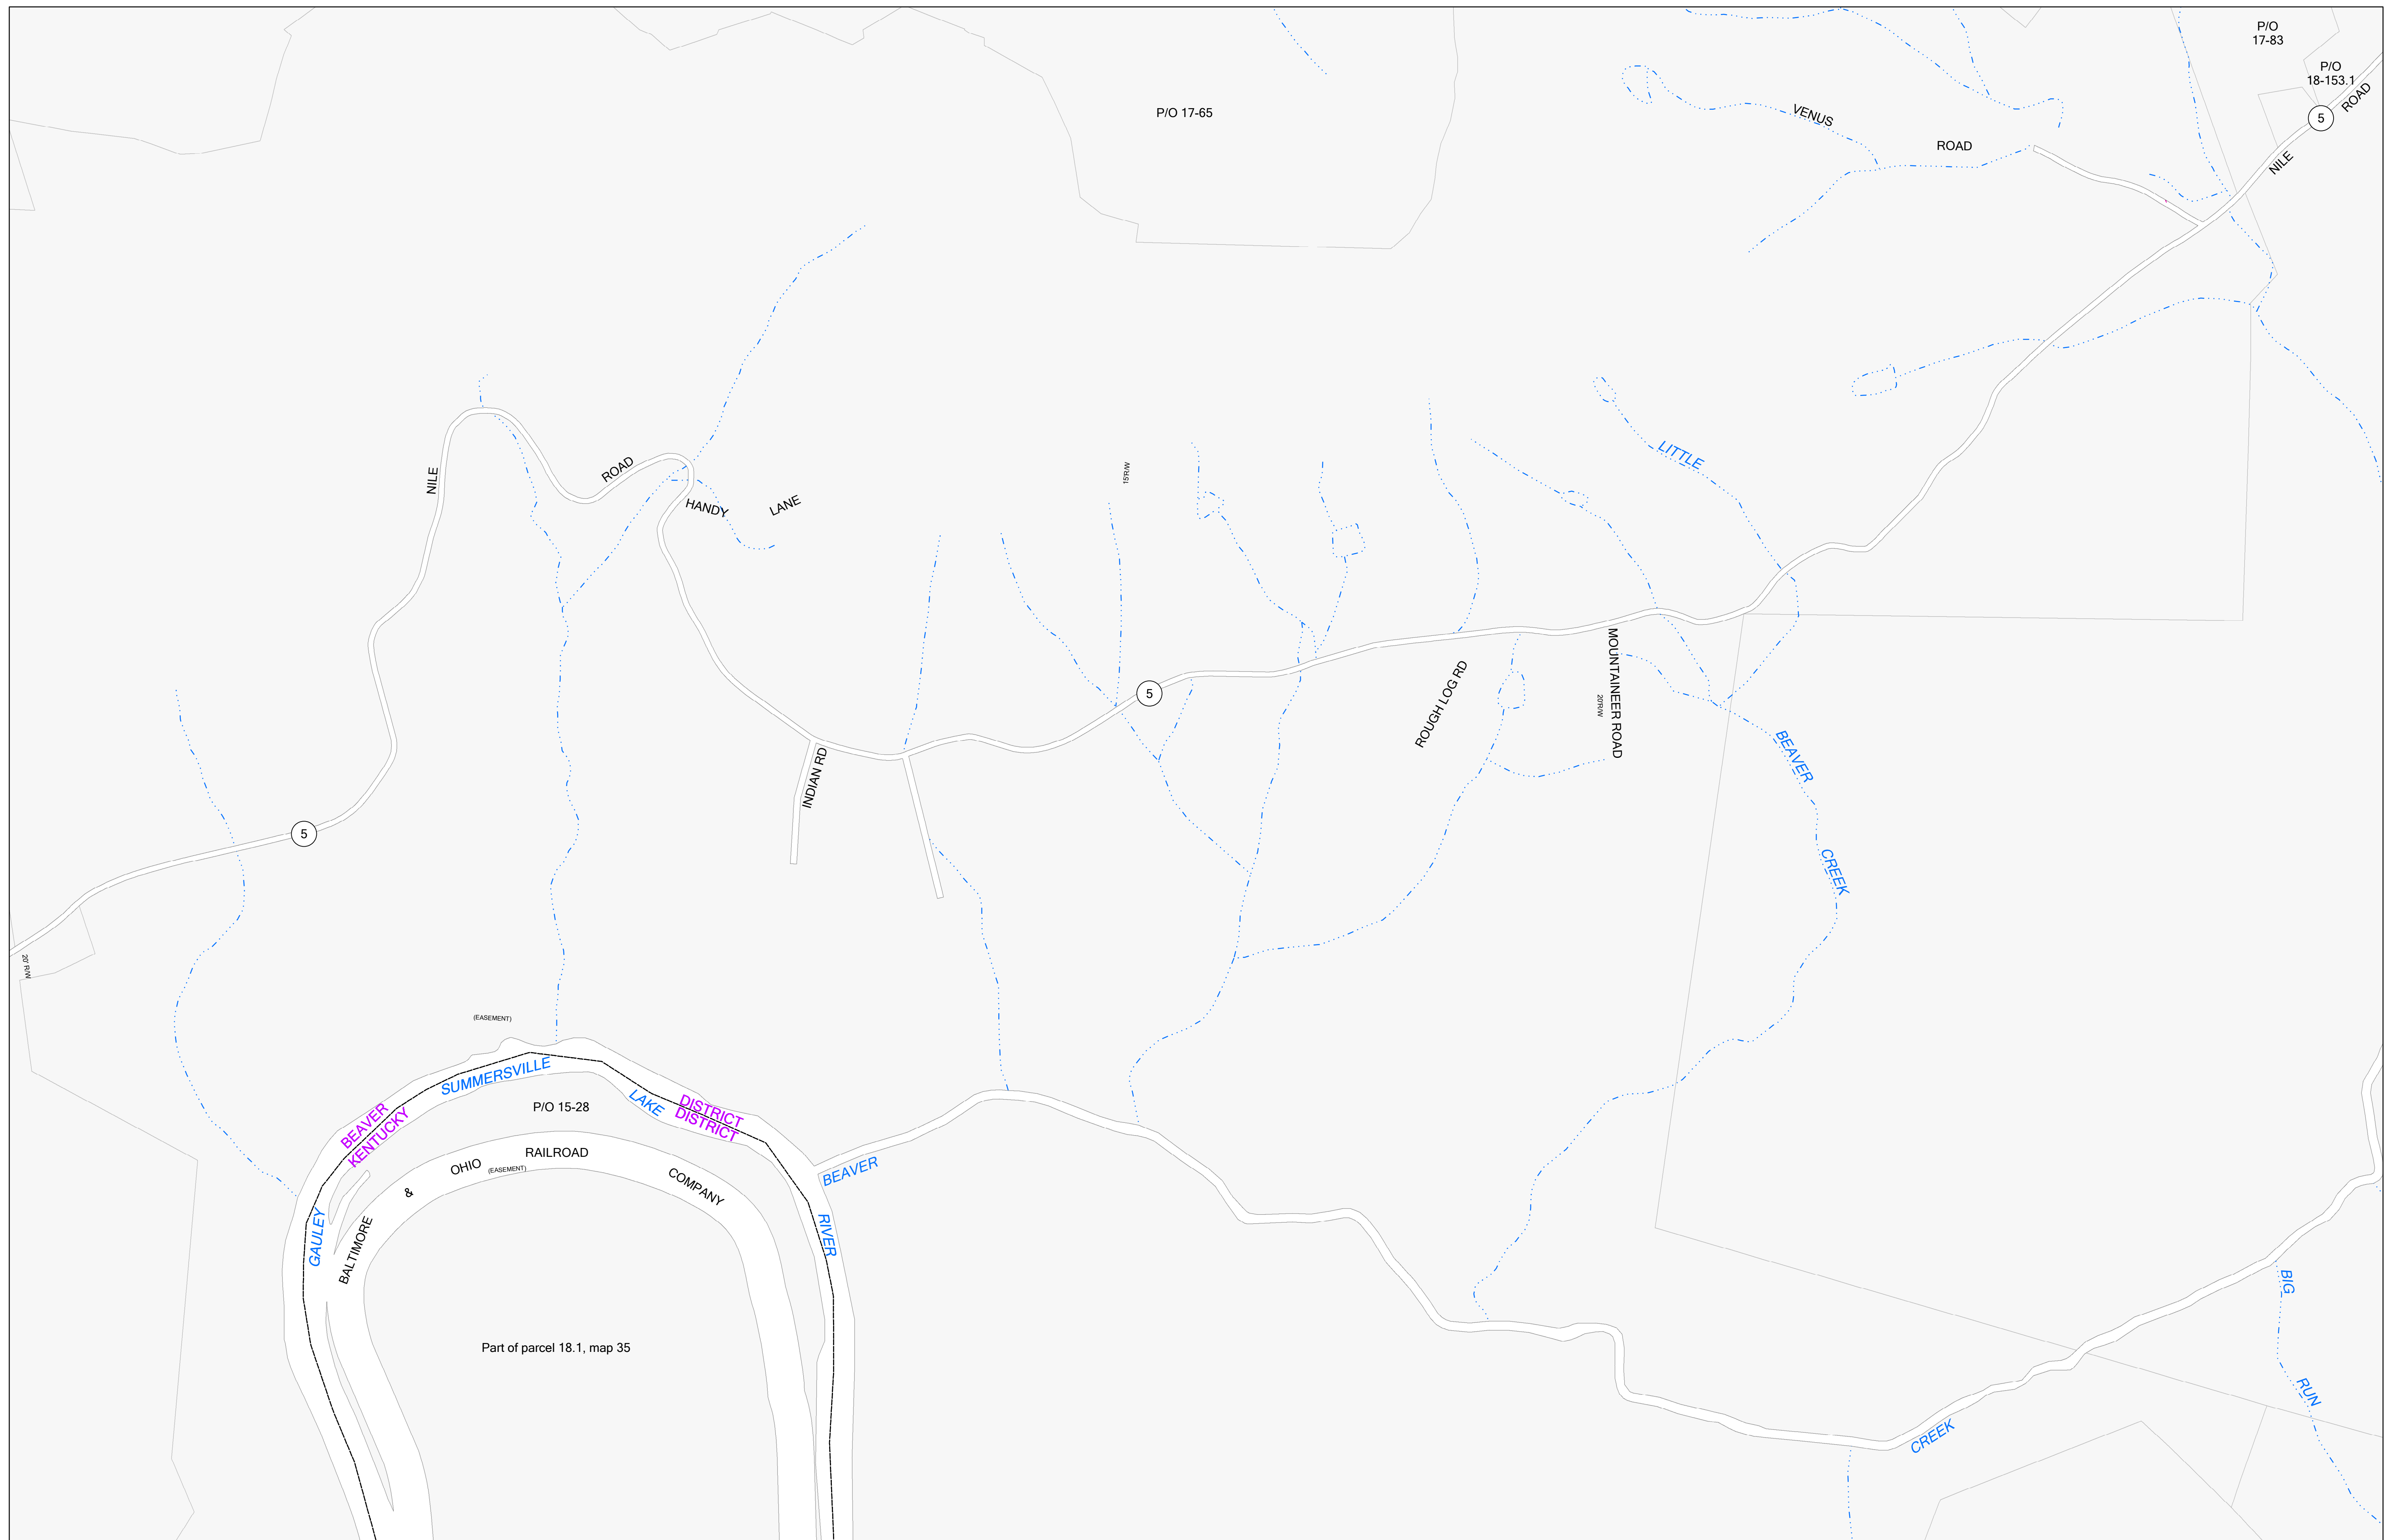 P/O
17-83
P/O
18-153.1
ROAD
5
NILE
P/O 17-65
VENUS
ROAD
NILE
ROAD
HANDY
LANE
15'R/W
LITTLE
5
INDIAN RD
ROUGH LOG RD
MOUNTAINEER ROAD
20'R/W
BEAVER
CREEK
5
20' R/W
(EASEMENT)
SUMMERSVILLE
LAKE
BEAVER
KENTUCKY
DISTRICT
DISTRICT
P/O 15-28
BALTIMORE
&
OHIO
(EASEMENT)
RAILROAD
COMPANY
GAULEY
RIVER
BEAVER
CREEK
BIG
RUN
Part of parcel 18.1, map 35